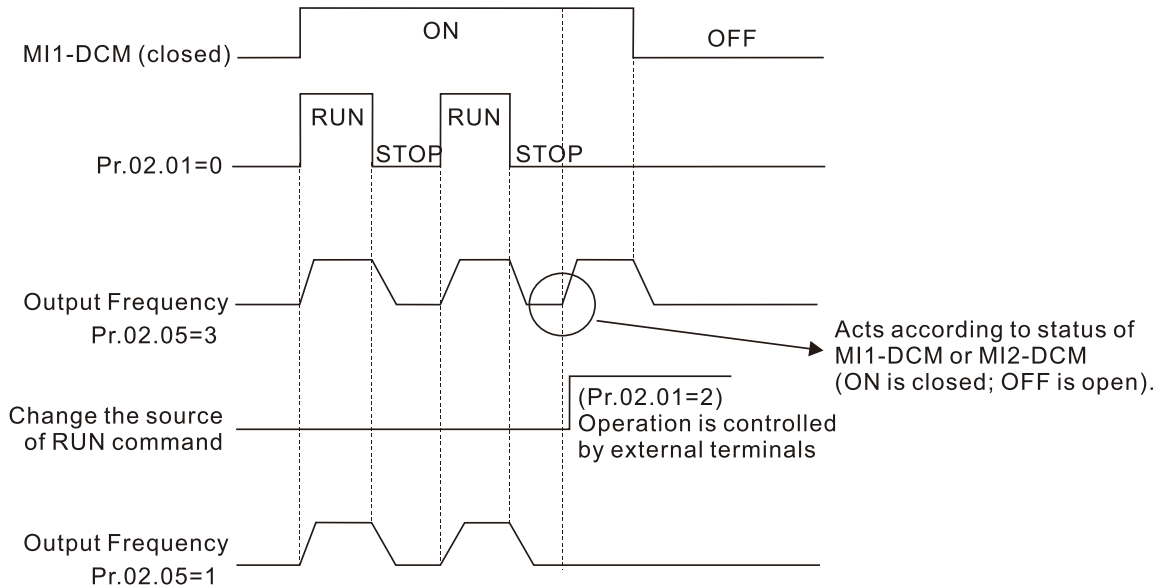 ON
OFF
MI1-DCM (closed)
RUN
RUN
STOP
STOP
Pr.02.01=0
Output Frequency
Pr.02.05=3
Acts according to status of
MI1-DCM or MI2-DCM
(ON is closed; OFF is open).
Change the source
of RUN command
(Pr.02.01=2)
Operation is controlled
by external terminals
Output Frequency
Pr.02.05=1